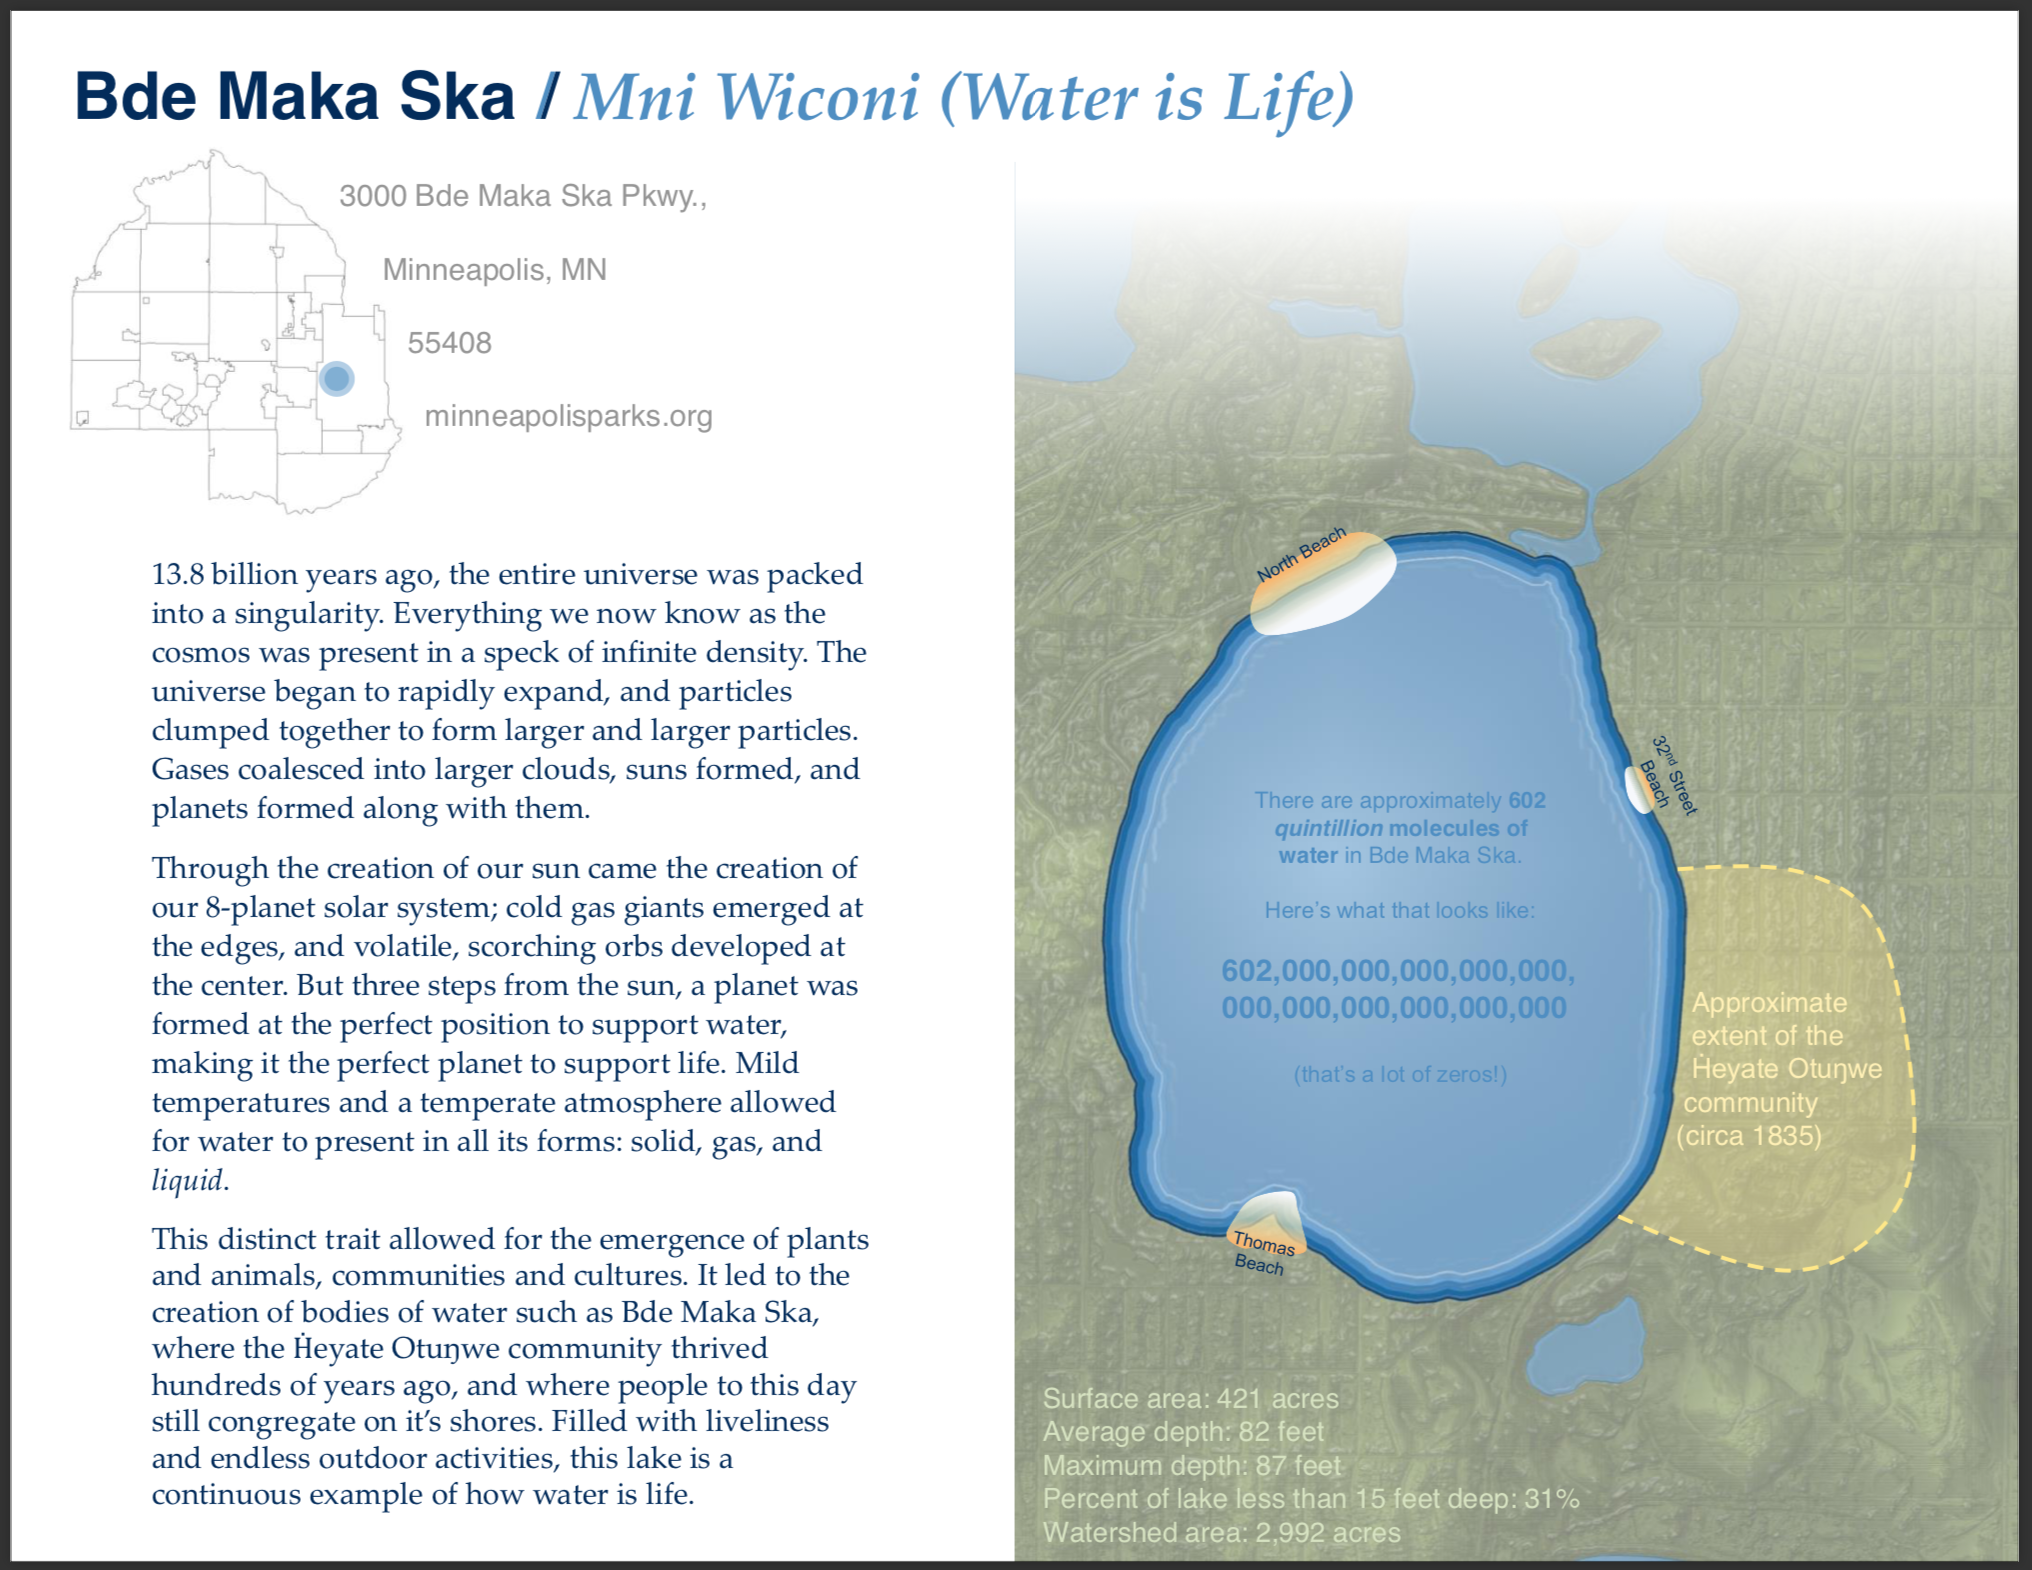 Bde Maka Ska / Mni Wiconi (Water is Life)
3000 Bde Maka Ska Pkwy.,
Minneapolis, MN
55408
minneapolisparks.org
13.8 billion years ago, the entire universe was packed
into a singularity. Everything we now know as the
cosmos was present in a speck of infinite density. The
universe began to rapidly expand, and particles
clumped together to form larger and larger particles.
Gases coalesced into larger clouds, suns formed, and
planets formed along with them.
Through the creation of our sun came the creation of
our 8-planet solar system; cold gas giants emerged at
the edges, and volatile, scorching orbs developed at
the center. But three steps from the sun, a planet was
formed at the perfect position to support water,
making it the perfect planet to support life. Mild
temperatures and a temperate atmosphere allowed
for water to present in all its forms: solid, gas, and
liquid.
This distinct trait allowed for the emergence of plants
and animals, communities and cultures. It led to the
creation of bodies of water such as Bde Maka Ska,
where the Ḣeyate Otuŋwe community thrived
hundreds of years ago, and where people to this day
still congregate on it’s shores. Filled with liveliness
and endless outdoor activities, this lake is a
continuous example of how water is life.
North Beach
32nd Street
Beach
There are approximately 602
quintillion molecules of
water in Bde Maka Ska.
Here’s what that looks like:
602,000,000,000,000,000,
000,000,000,000,000,000
(that’s a lot of zeros!)
Approximate
extent of the
Ḣeyate Otuŋwe
community
(circa 1835)
Thomas
Beach
Surface area: 421 acres
Average depth: 82 feet
Maximum depth: 87 feet
Percent of lake less than 15 feet deep: 31%
Watershed area: 2,992 acres